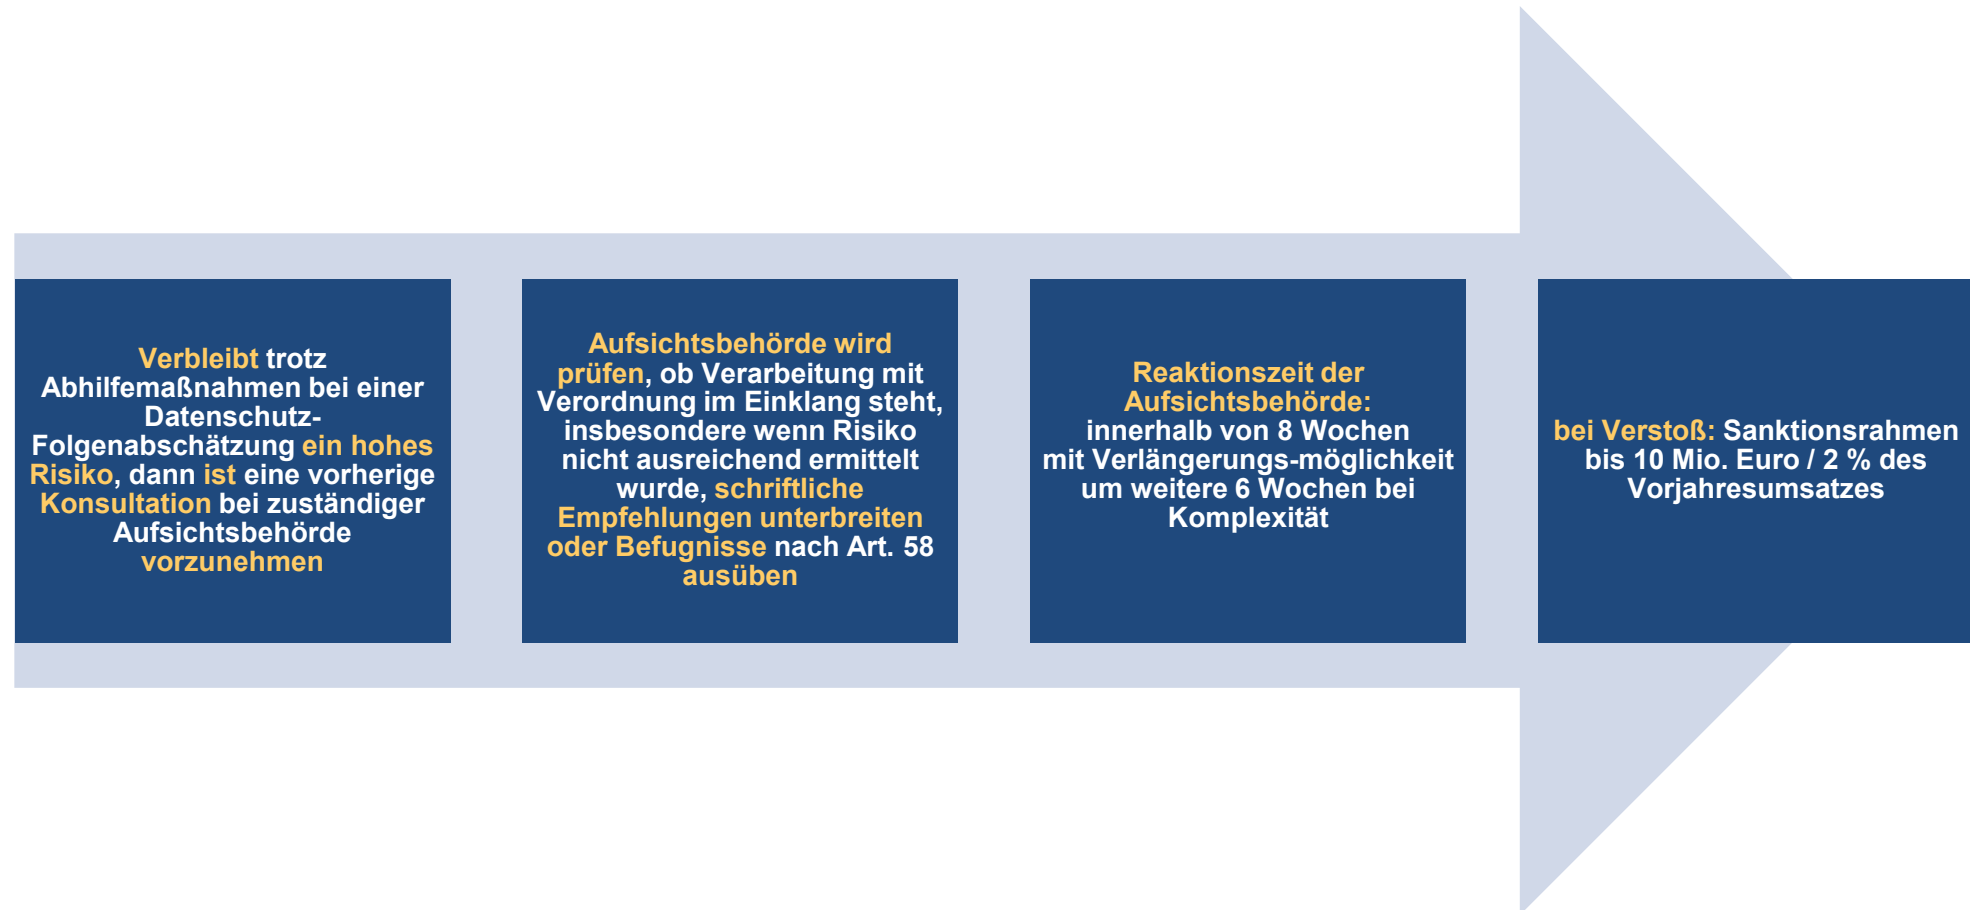 Verbleibt trotz
Abhilfemaßnahmen bei einer
Datenschutz-
Folgenabschätzung ein hohes
Risiko, dann ist eine vorherige
Konsultation bei zuständiger
Aufsichtsbehörde
vorzunehmen
Aufsichtsbehörde wird
prüfen, ob Verarbeitung mit
Verordnung im Einklang steht,
insbesondere wenn Risiko
nicht ausreichend ermittelt
wurde, schriftliche
Empfehlungen unterbreiten
oder Befugnisse nach Art. 58
ausüben
Reaktionszeit der
Aufsichtsbehörde:
innerhalb von 8 Wochen
mit Verlängerungs-möglichkeit
um weitere 6 Wochen bei
Komplexität
bei Verstoß: Sanktionsrahmen
bis 10 Mio. Euro / 2 % des
Vorjahresumsatzes